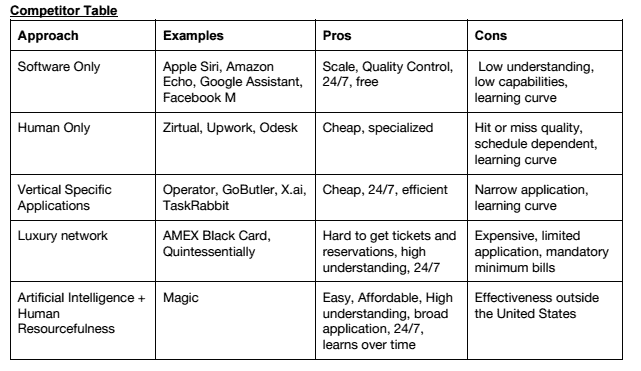 Competitor Table
Approach Examples Pros Cons
Software Only Apple Siri, Amazon Scale, Quality Control, Low understanding,
Echo, Google Assistant, 24/7, free low capabilities,
Facebook M learning curve
Human Only Zirtual, Upwork, Odesk Cheap, specialized Hit or miss quality,
schedule dependent,
learning curve
Vertical Specific Operator, GoButler, X.ai, Cheap, 24/7, efficient Narrow application,
Applications TaskRabbit learning curve
Luxury network AMEX Black Card, Hard to get tickets and Expensive, limited
Quintessentially reservations, high application, mandatory
understanding, 24/7 minimum bills
Artificial Intelligence + Magic Easy, Affordable, High Effectiveness outside
Human understanding, broad the United States
Resourcefulness application, 24/7,
learns over time